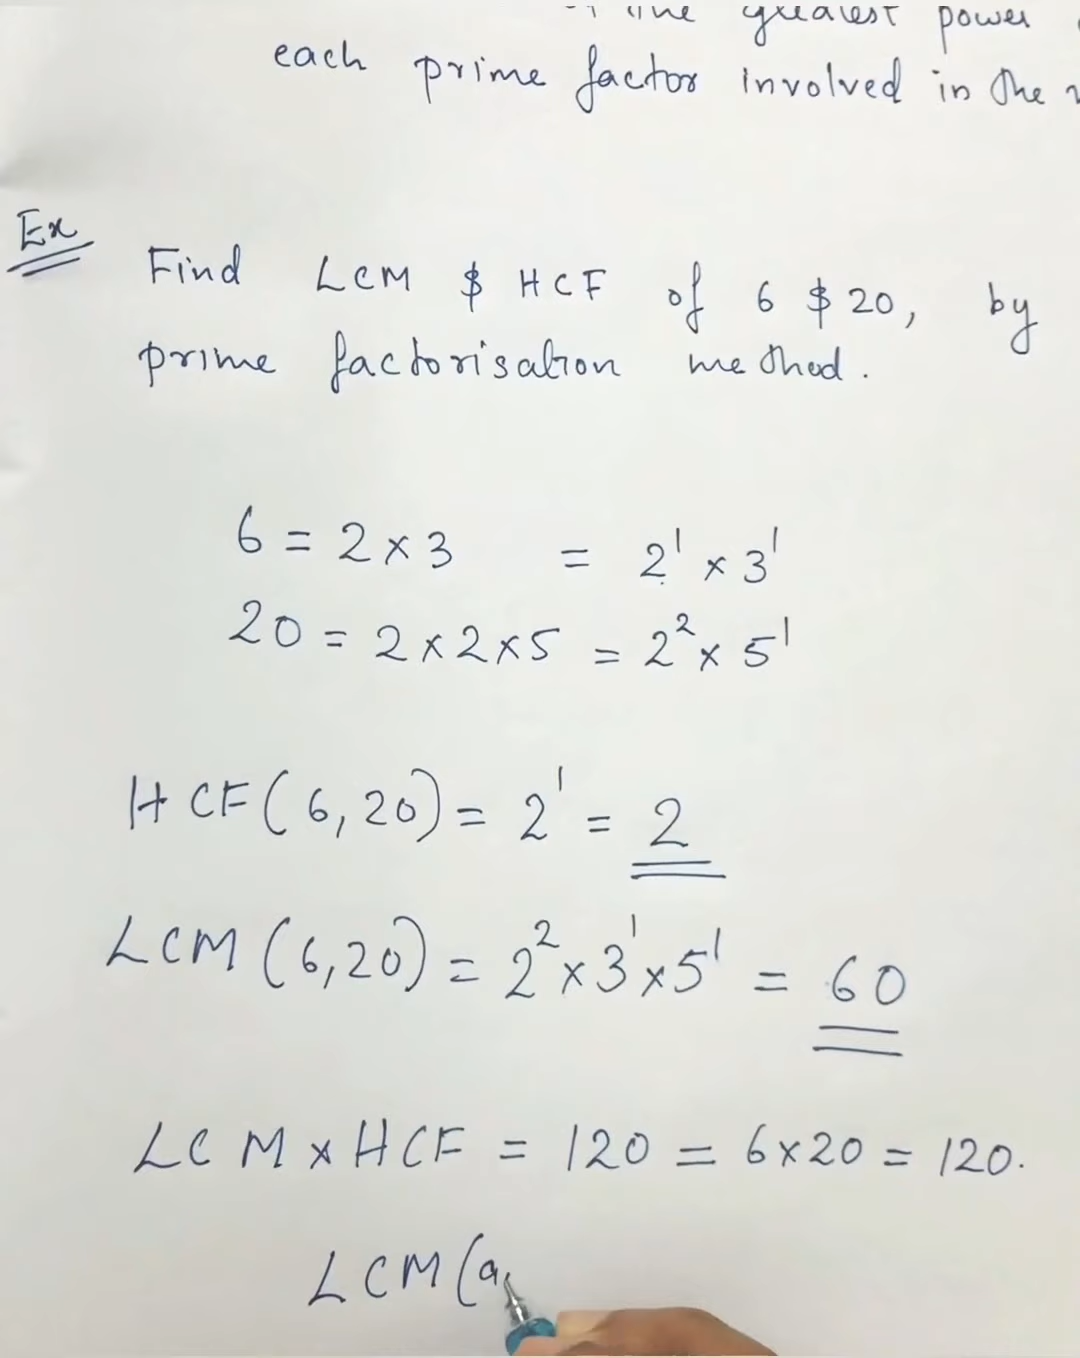 the greatest power
each prime factor involved in the
Ex
Find LCM & HCF of 6 & 20, by
prime factorisation method.
6 = 2 × 3 = 2¹ × 3¹
20 = 2 × 2 × 5 = 2² × 5¹
HCF(6,20) = 2¹ = 2
LCM(6,20) = 2² × 3¹ × 5¹ = 60
LCM × HCF = 120 = 6 × 20 = 120.
LCM(a,